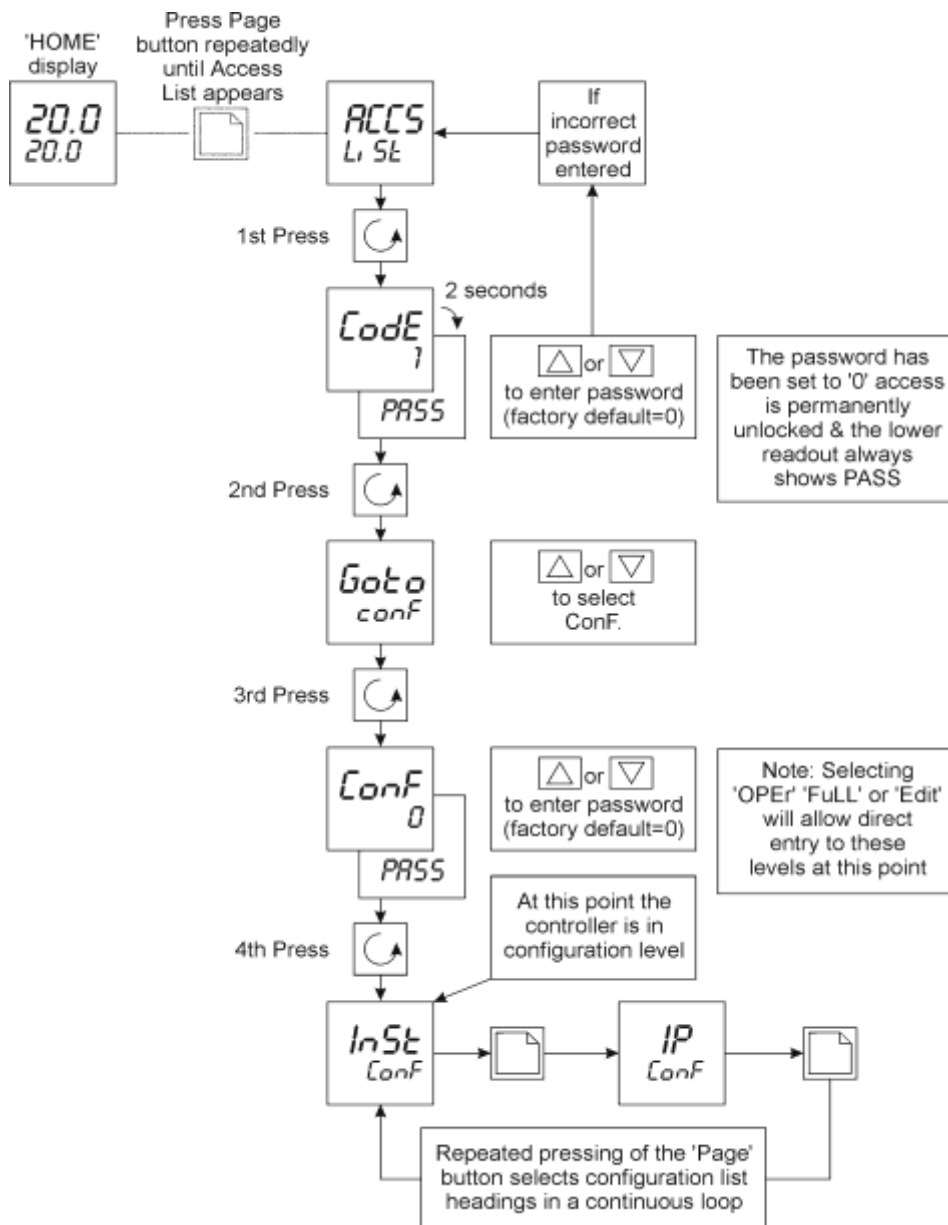 Press Page
button repeatedly
until Access
List appears
'HOME'
display
20.0
20.0
ACCS
LiSt
If
incorrect
password
entered
1st Press
2 seconds
CodE
1
PASS
or
to enter password
(factory default=0)
The password has
been set to '0' access
is permanently
unlocked & the lower
readout always
shows PASS
2nd Press
Goto
conF
or
to select
ConF.
3rd Press
ConF
0
PASS
or
to enter password
(factory default=0)
Note: Selecting
'OPEr' 'FuLL' or 'Edit'
will allow direct
entry to these
levels at this point
At this point the
controller is in
configuration level
4th Press
InSt
ConF
IP
ConF
Repeated pressing of the 'Page'
button selects configuration list
headings in a continuous loop